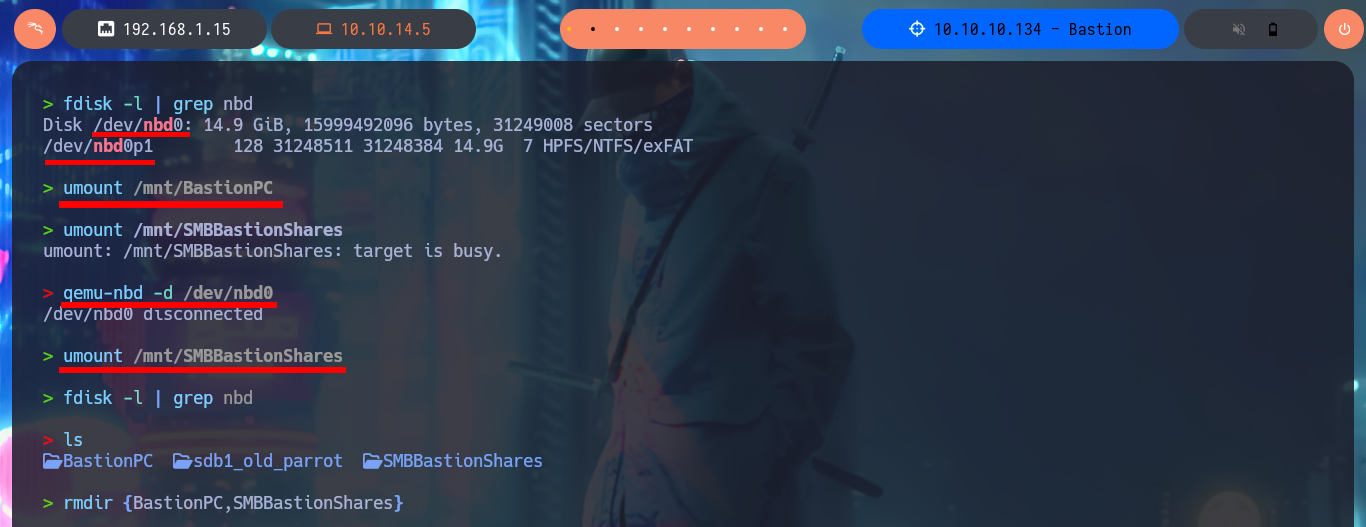 192.168.1.15
10.10.14.5
10.10.10.134 - Bastion
> fdisk -l | grep nbd
Disk /dev/nbd0: 14.9 GiB, 15999492096 bytes, 31249008 sectors
/dev/nbd0p1        128 31248511 31248384 14.9G  7 HPFS/NTFS/exFAT
> umount /mnt/BastionPC
> umount /mnt/SMBBastionShares
umount: /mnt/SMBBastionShares: target is busy.
> qemu-nbd -d /dev/nbd0
/dev/nbd0 disconnected
> umount /mnt/SMBBastionShares
> fdisk -l | grep nbd
> ls
BastionPC  sdb1_old_parrot  SMBBastionShares
> rmdir {BastionPC,SMBBastionShares}